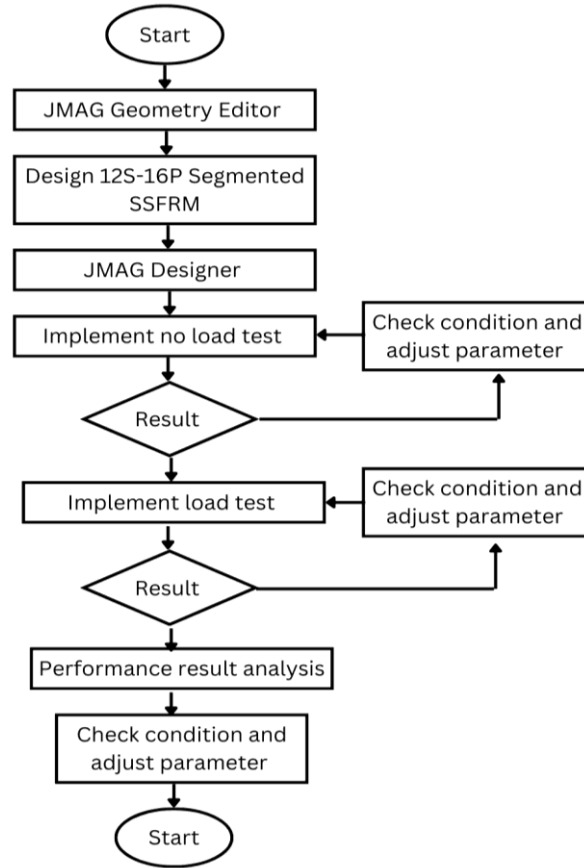 Start
JMAG Geometry Editor
Design 12S-16P Segmented
SSFRM
JMAG Designer
Implement no load test
Check condition and
adjust parameter
Result
Implement load test
Check condition and
adjust parameter
Result
Performance result analysis
Check condition and
adjust parameter
Start